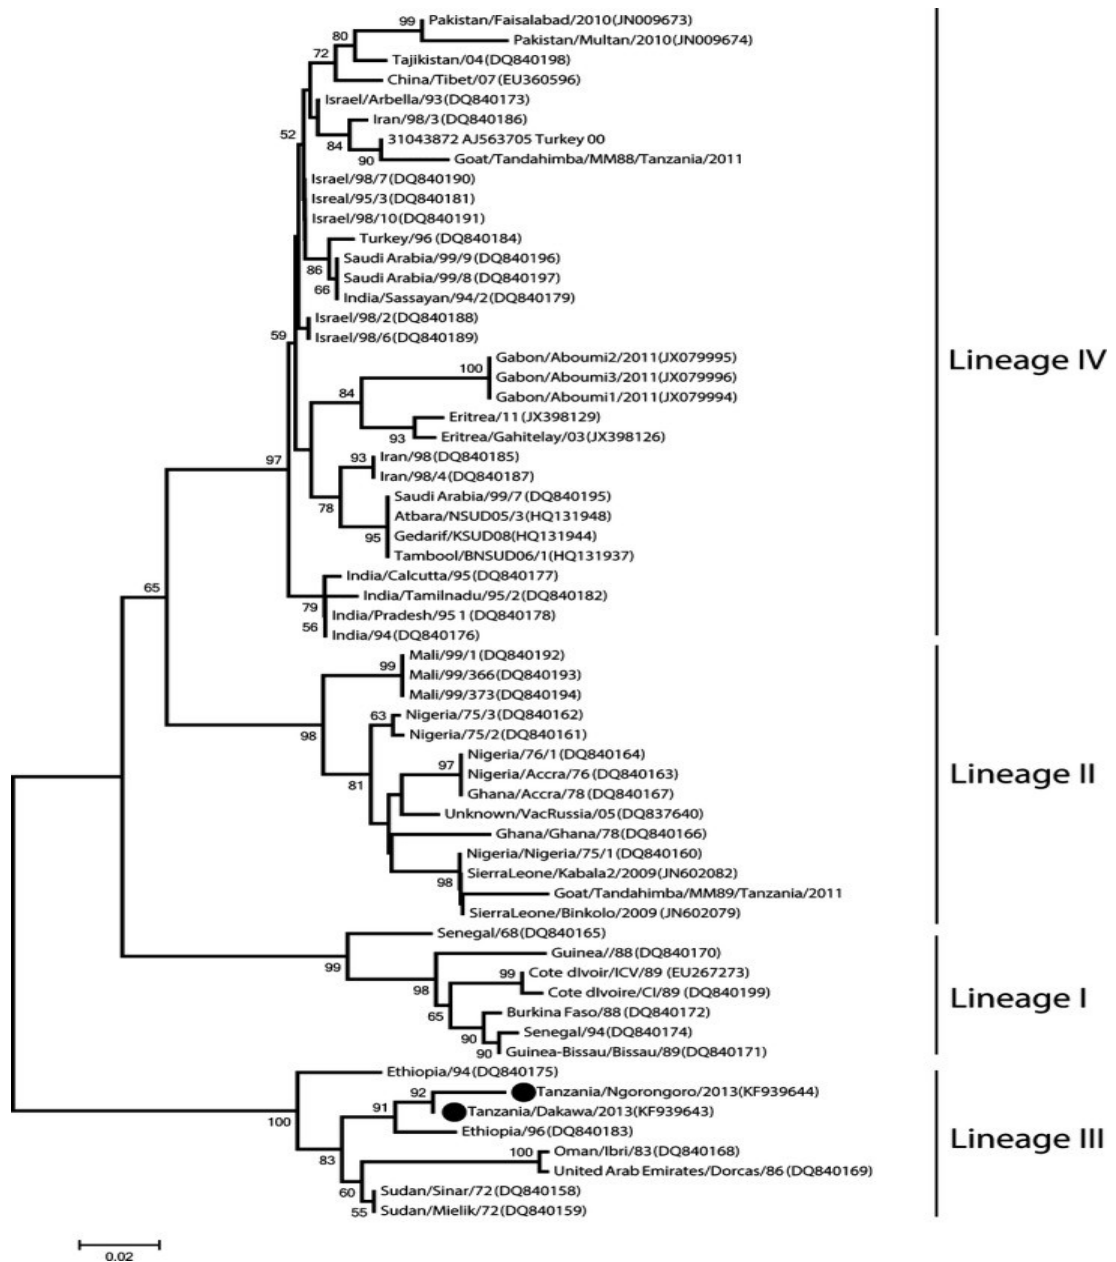 99 Pakistan/Faisalabad/2010(JN009673)
80 Pakistan/Multan/2010(JN009674)
72 Tajikistan/04(DQ840198)
China/Tibet/07(EU360596)
Israel/Arbella/93(DQ840173)
Iran/98/3(DQ840186)
52 31043872 AJ563705 Turkey 00
84
90 Goat/Tandahimba/MM88/Tanzania/2011
Israel/98/7(DQ840190)
Isreal/95/3(DQ840181)
Israel/98/10(DQ840191)
Turkey/96(DQ840184)
Saudi Arabia/99/9(DQ840196)
86 Saudi Arabia/99/8(DQ840197)
66 India/Sassayan/94/2(DQ840179)
Israel/98/2(DQ840188)
59 Israel/98/6(DQ840189)
Gabon/Aboumi2/2011(JX079995)
Lineage IV
100 Gabon/Aboumi3/2011(JX079996)
84 Gabon/Aboumi1/2011(JX079994)
Eritrea/11(JX398129)
93 Eritrea/Gahitelay/03(JX398126)
97 93 Iran/98(DQ840185)
Iran/98/4(DQ840187)
Saudi Arabia/99/7(DQ840195)
78 Atbara/NSUD05/3(HQ131948)
95 Gedarif/KSUD08(HQ131944)
Tambool/BNSUD06/1(HQ131937)
India/Calcutta/95(DQ840177)
65 India/Tamilnadu/95/2(DQ840182)
79 India/Pradesh/95 1(DQ840178)
56 India/94(DQ840176)
Mali/99/1(DQ840192)
99 Mali/99/366(DQ840193)
Mali/99/373(DQ840194)
63 Nigeria/75/3(DQ840162)
98 Nigeria/75/2(DQ840161)
Nigeria/76/1(DQ840164)
97 Nigeria/Accra/76(DQ840163)
Lineage II
81 Ghana/Accra/78(DQ840167)
Unknown/VacRussia/05(DQ837640)
Ghana/Ghana/78(DQ840166)
Nigeria/Nigeria/75/1(DQ840160)
SierraLeone/Kabala2/2009(JN602082)
98 Goat/Tandahimba/MM89/Tanzania/2011
SierraLeone/Binkolo/2009(JN602079)
Senegal/68(DQ840165)
Guinea//88(DQ840170)
99
99 Cote dIvoir/ICV/89 (EU267273)
98 Cote dIvoire/CI/89 (DQ840199)
Lineage I
65 Burkina Faso/88(DQ840172)
90 Senegal/94(DQ840174)
90 Guinea-Bissau/Bissau/89(DQ840171)
Ethiopia/94(DQ840175)
92 Tanzania/Ngorongoro/2013(KF939644)
91 Tanzania/Dakawa/2013(KF939643)
100 Ethiopia/96(DQ840183)
Lineage III
83 100 Oman/Ibri/83(DQ840168)
United Arab Emirates/Dorcas/86(DQ840169)
60 Sudan/Sinar/72(DQ840158)
55 Sudan/Mielik/72(DQ840159)
0.02